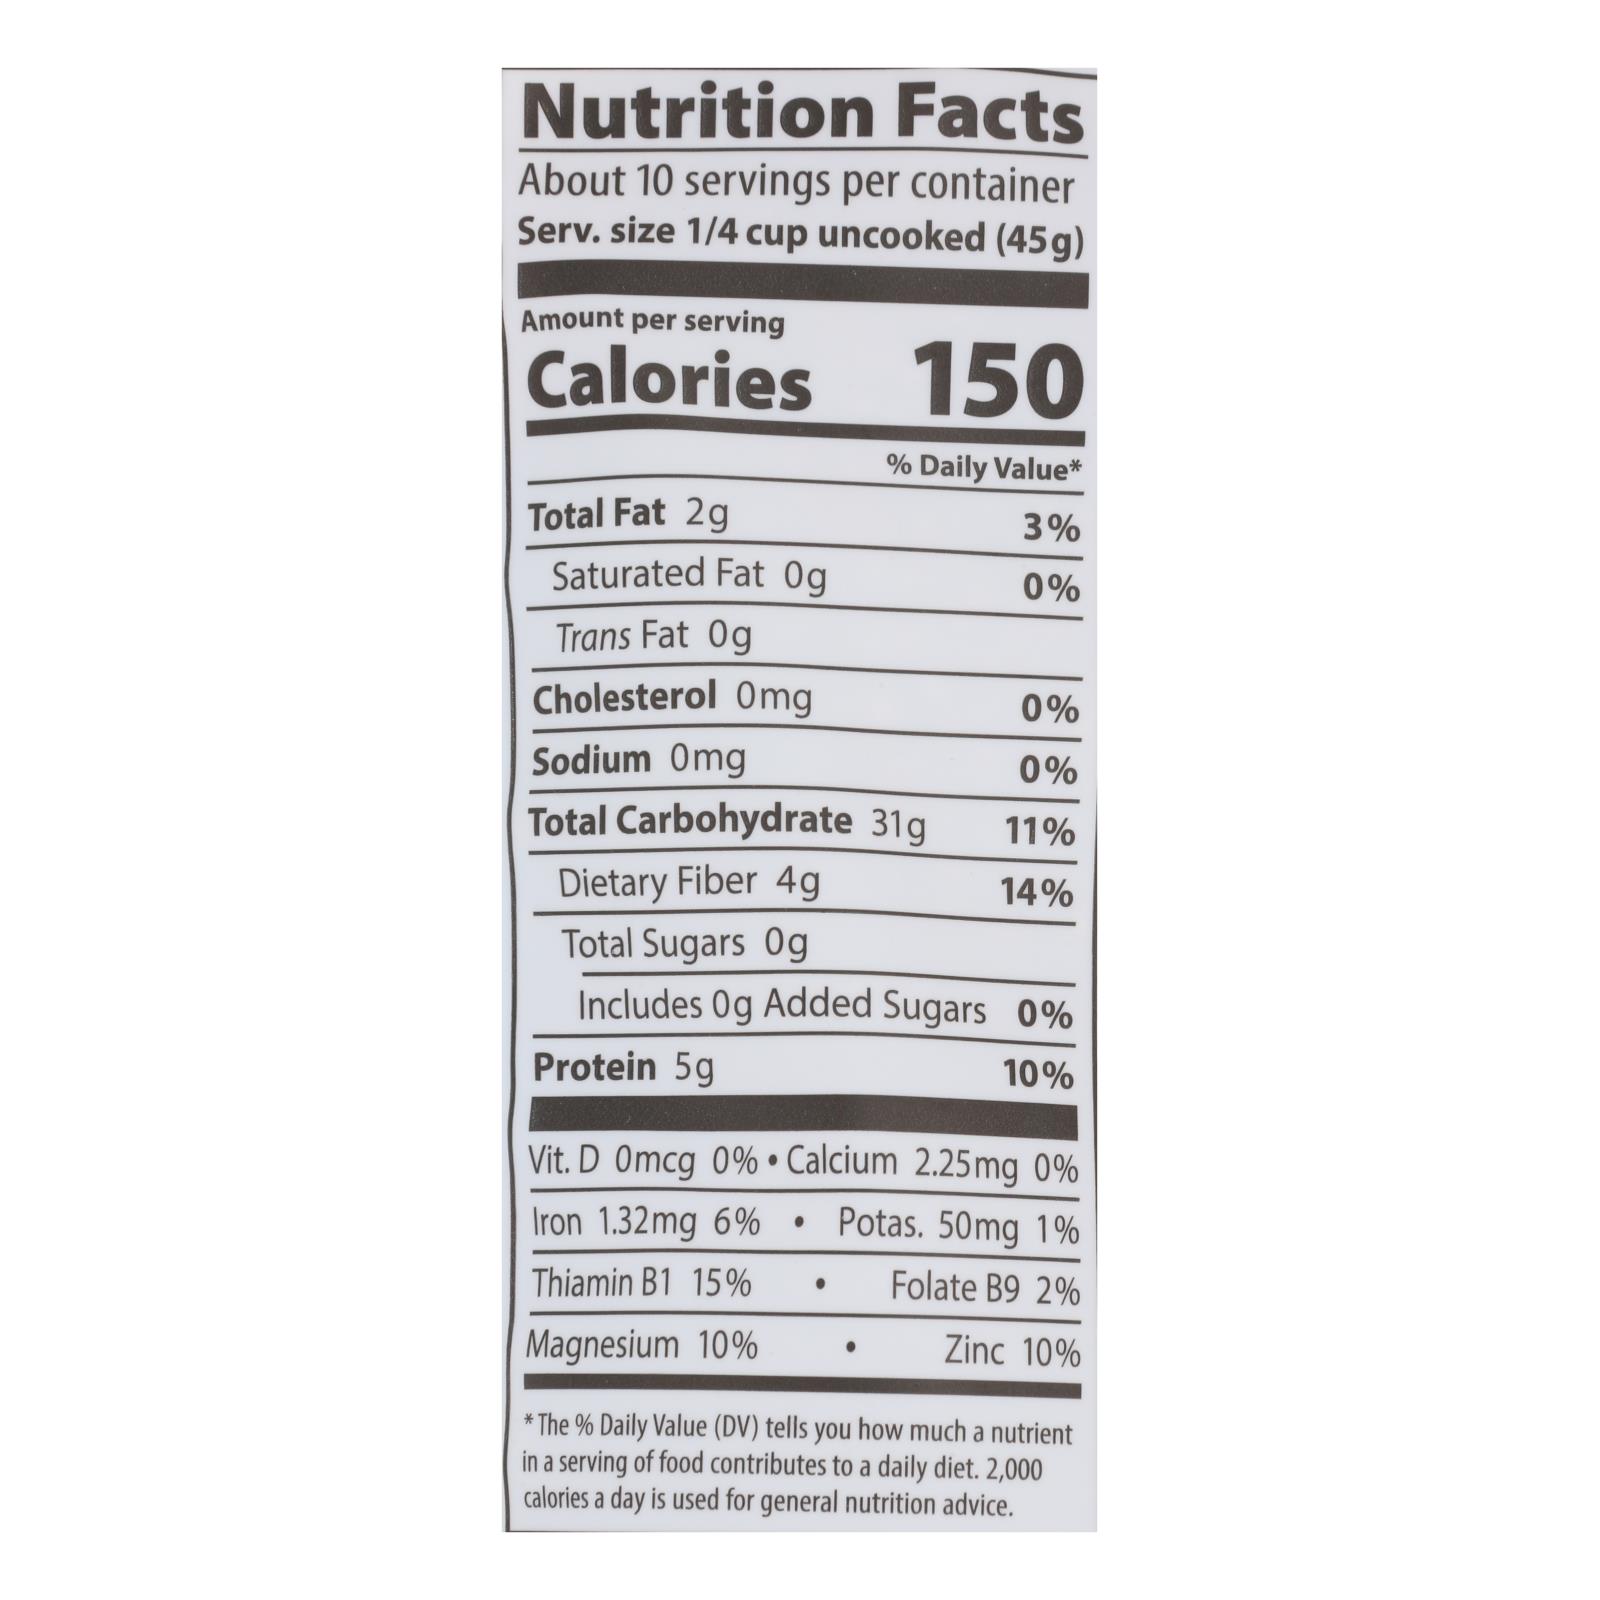 Nutrition Facts
About 10 servings per container
Serv. size 1/4 cup uncooked (45g)
Amount per serving
Calories 150
% Daily Value*
Total Fat 2g 3%
Saturated Fat 0g 0%
Trans Fat 0g
Cholesterol 0mg 0%
Sodium 0mg 0%
Total Carbohydrate 31g 11%
Dietary Fiber 4g 14%
Total Sugars 0g
Includes 0g Added Sugars 0%
Protein 5g 10%
Vit. D 0mcg 0% • Calcium 2.25mg 0%
Iron 1.32mg 6% • Potas. 50mg 1%
Thiamin B1 15% • Folate B9 2%
Magnesium 10% • Zinc 10%
* The % Daily Value (DV) tells you how much a nutrient
in a serving of food contributes to a daily diet. 2,000
calories a day is used for general nutrition advice.